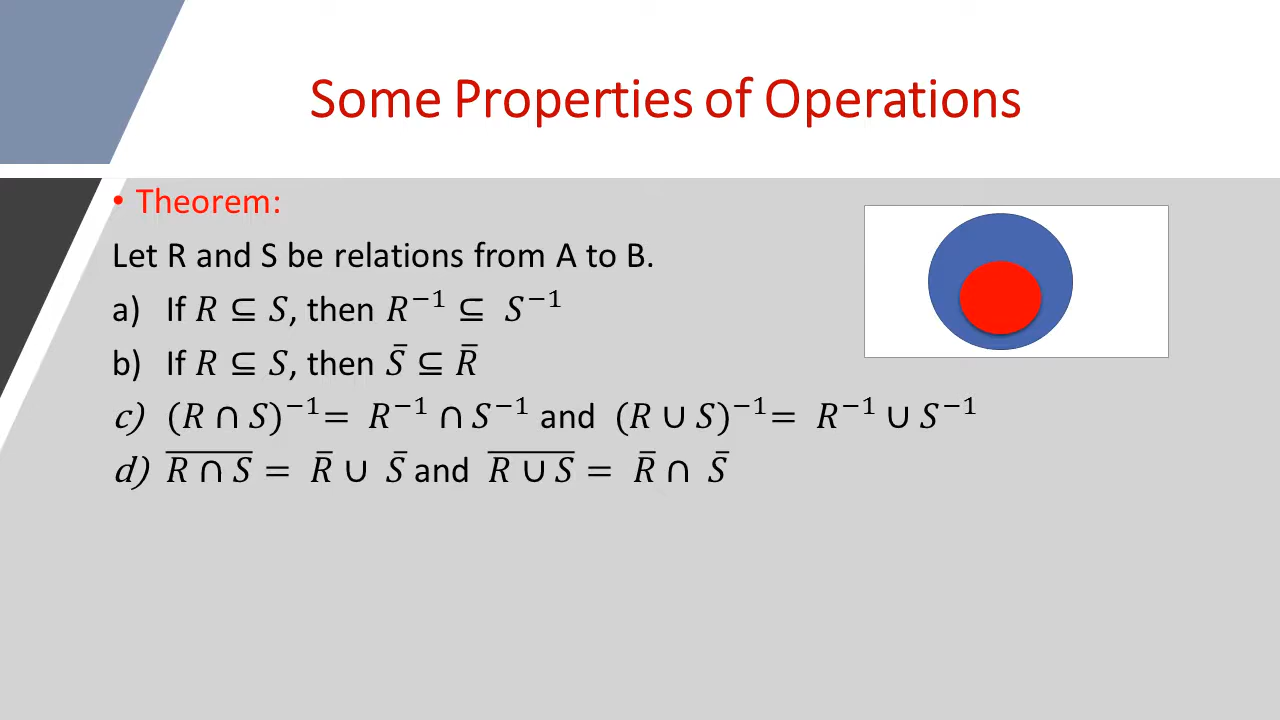 Some Properties of Operations
• Theorem:
Let R and S be relations from A to B.
a) If R ⊆ S, then R⁻¹ ⊆ S⁻¹
b) If R ⊆ S, then S̄ ⊆ R̄
c) (R ∩ S)⁻¹= R⁻¹ ∩ S⁻¹ and (R ∪ S)⁻¹= R⁻¹ ∪ S⁻¹
d) R̅ ̅∩̅ ̅S̅ = R̄ ∪ S̄ and R̅ ̅∪̅ ̅S̅ = R̄ ∩ S̄